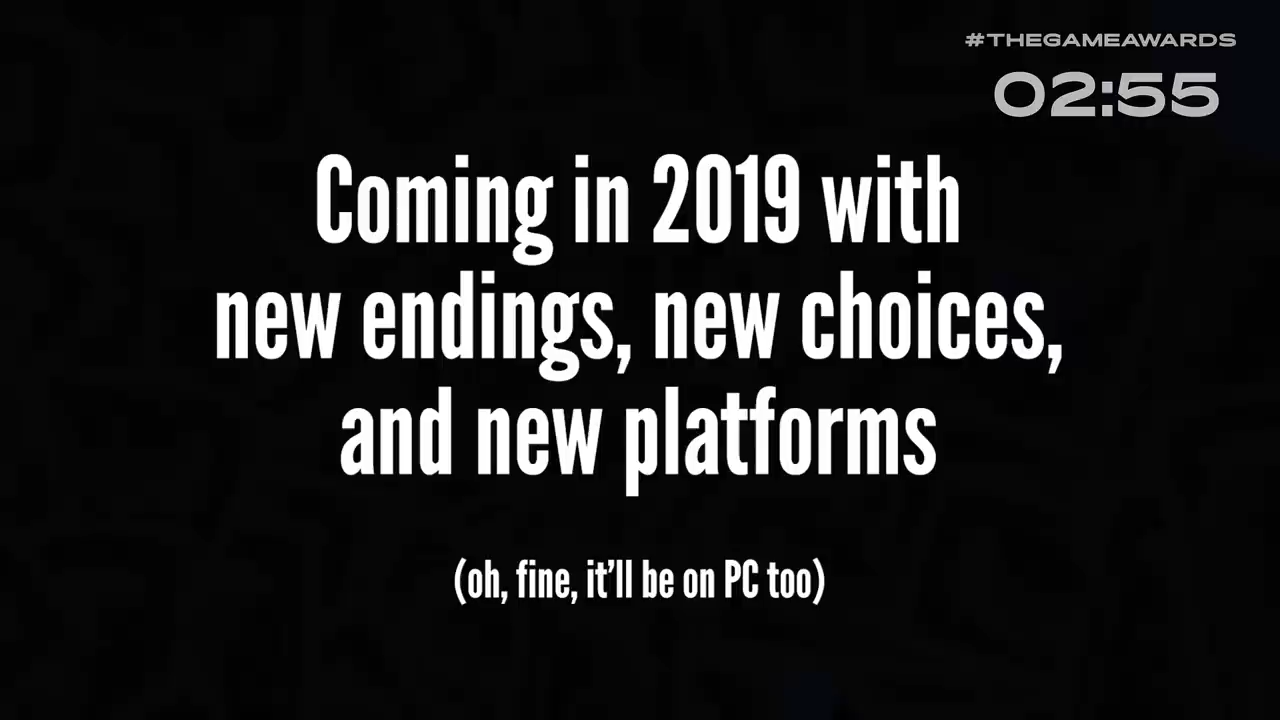 #THEGAMEAWARDS
02:55
Coming in 2019 with
new endings, new choices,
and new platforms
(oh, fine, it'll be on PC too)